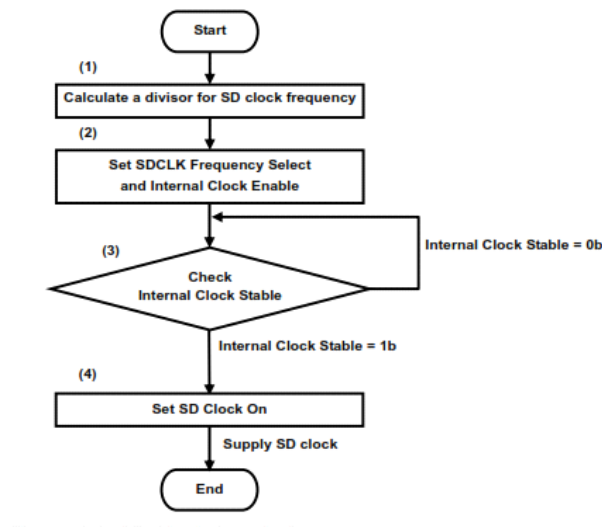 Start
(1)
Calculate a divisor for SD clock frequency
(2)
Set SDCLK Frequency Select
and Internal Clock Enable
Internal Clock Stable = 0b
(3)
Check
Internal Clock Stable
Internal Clock Stable = 1b
(4)
Set SD Clock On
Supply SD clock
End